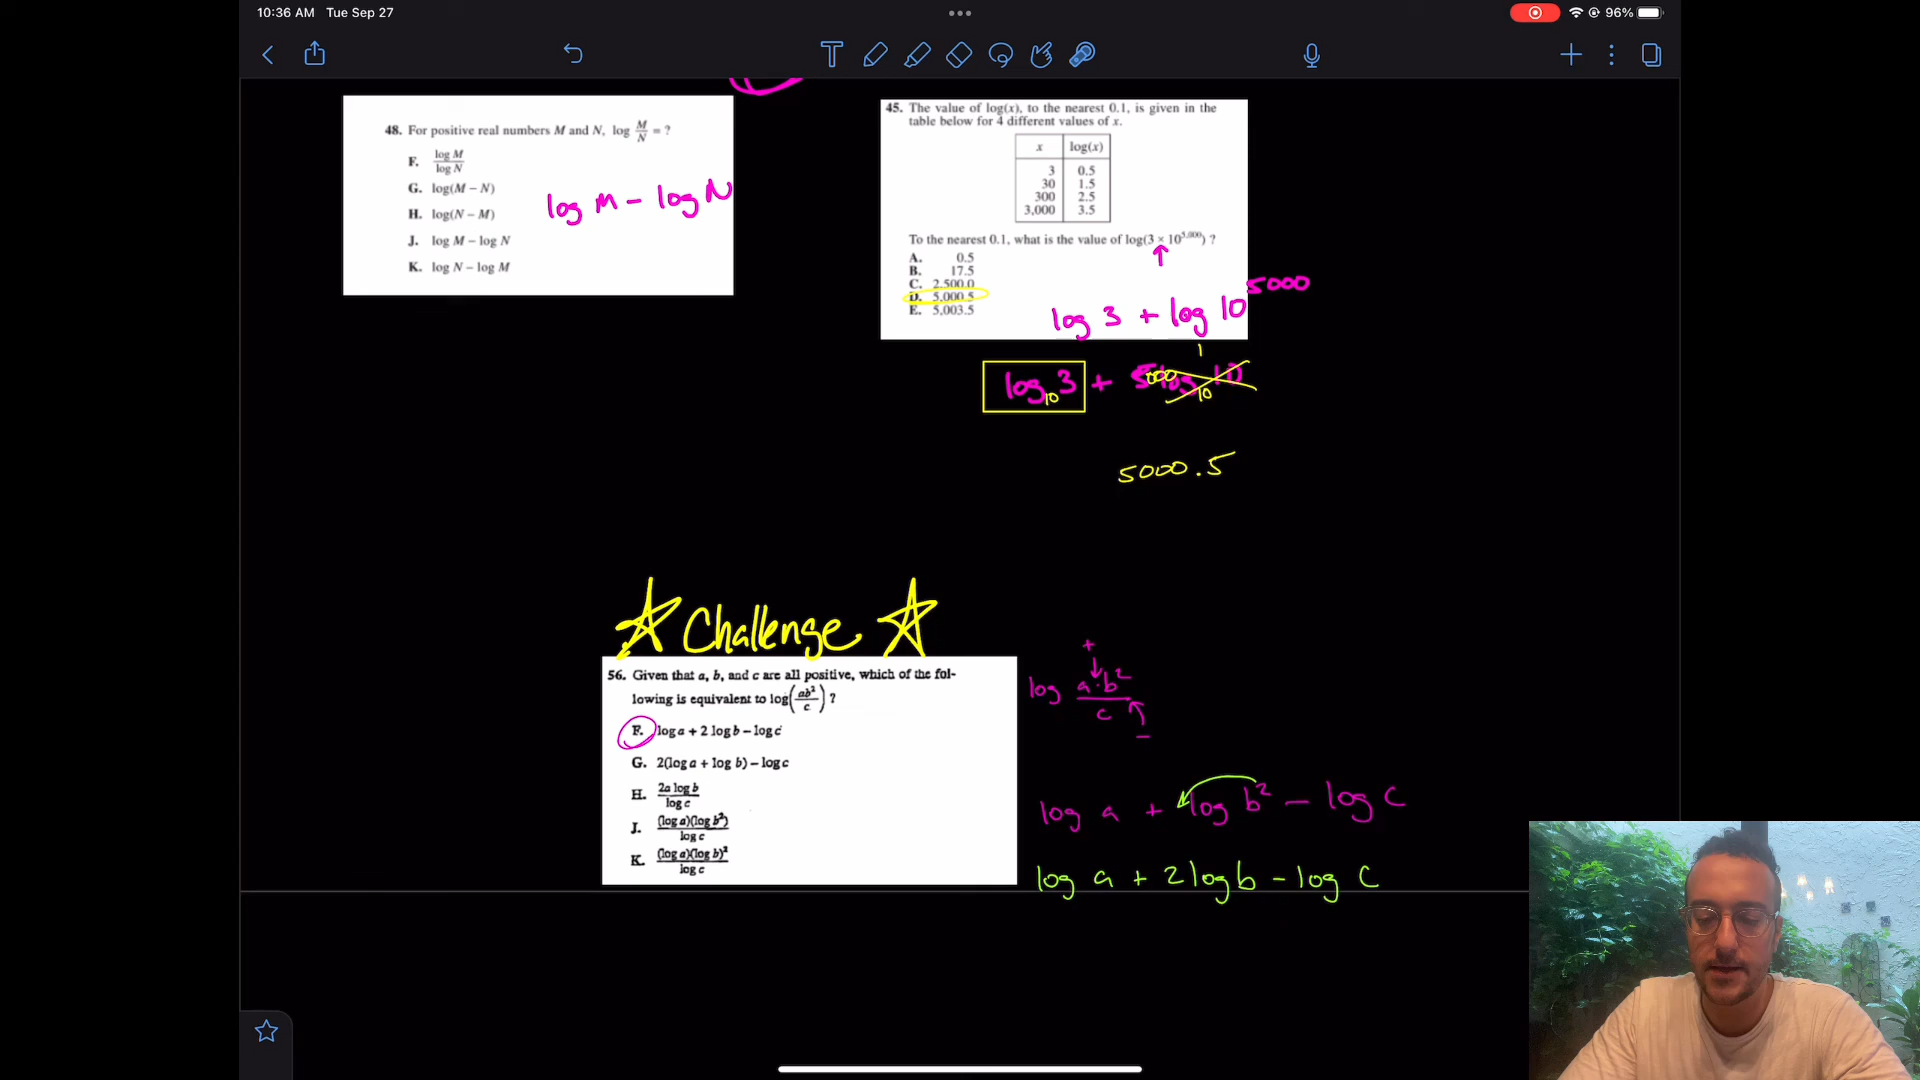 10:36 AM Tue Sep 27
96%
48. For positive real numbers M and N, log M/N = ?
F. log M / log N
G. log(M − N)
H. log(N − M)
J. log M − log N
K. log N − log M
log M − log N
45. The value of log(x), to the nearest 0.1, is given in the
table below for 4 different values of x.
x log(x)
3 0.5
30 1.5
300 2.5
3,000 3.5
To the nearest 0.1, what is the value of log(3 × 10^5,000) ?
A. 0.5
B. 17.5
C. 2,500.0
D. 5,000.5
E. 5,003.5
log 3 + log 10^5000
1
log₁₀ 3 + 5000 log₁₀ 10
5000.5
Challenge
56. Given that a, b, and c are all positive, which of the fol-
lowing is equivalent to log(ab²/c) ?
F. log a + 2 log b − log c
G. 2(log a + log b) − log c
H. 2a log b / log c
J. (log a)(log b²) / log c
K. (log a)(log b)² / log c
+
log a·b² / c
−
log a + log b² − log c
log a + 2 log b − log c